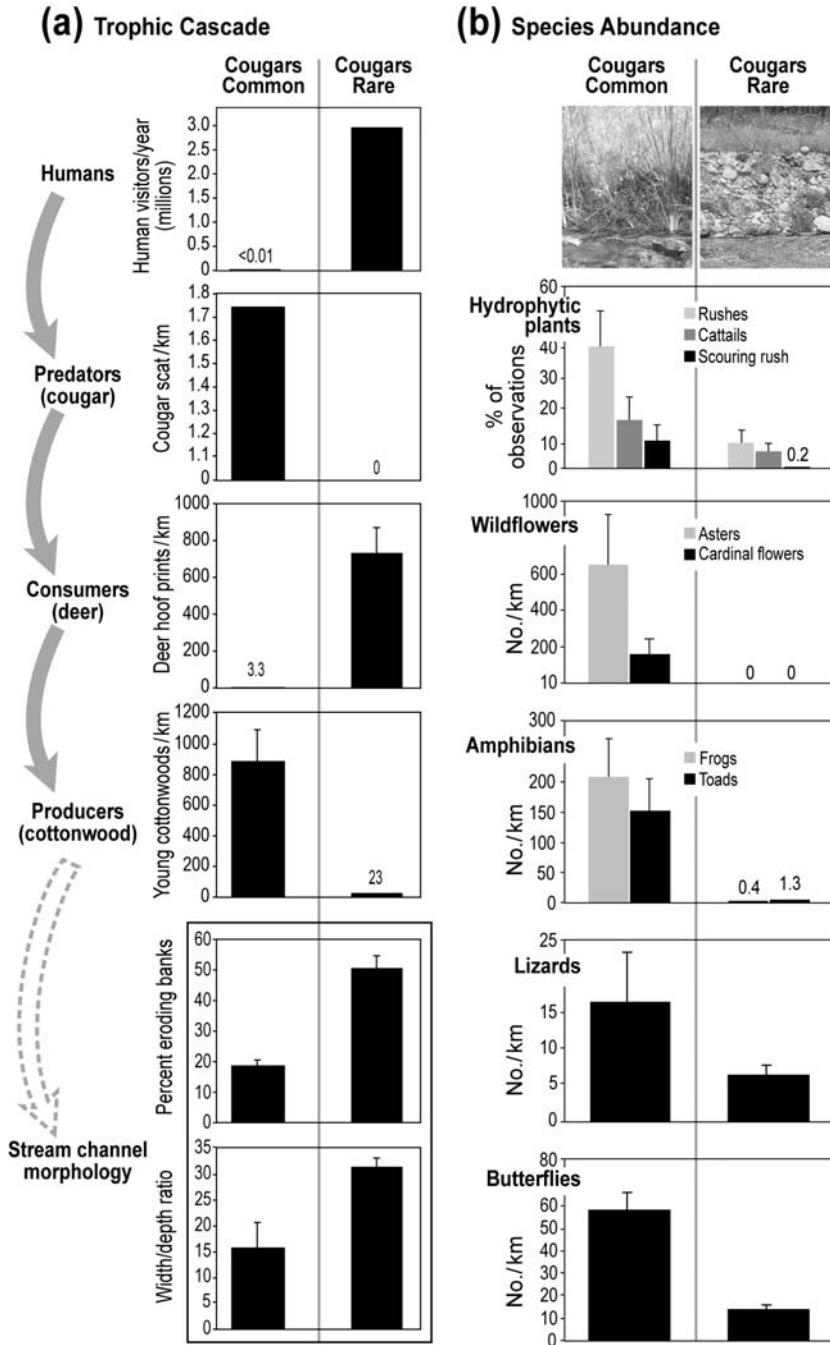 (a) Trophic Cascade
Cougars
Common
Cougars
Rare
Humans
Predators
(cougar)
Consumers
(deer)
Producers
(cottonwood)
Stream channel
morphology
Human visitors/year
(millions)
3.0
2.5
2.0
1.5
1.0
0.5
0
<0.01
Cougar scat/km
1.8
1.7
1.6
1.5
1.4
1.3
1.2
1.1
0
0
Deer hoof prints/km
1000
800
600
400
200
0
3.3
Young cottonwoods/km
1200
1000
800
600
400
200
0
23
Percent eroding banks
60
50
40
30
20
10
0
Width/depth ratio
35
30
25
20
15
10
5
0
(b) Species Abundance
Cougars
Common
Cougars
Rare
Hydrophytic
plants
% of
observations
60
40
30
20
10
0
Rushes
Cattails
Scouring rush
0.2
Wildflowers
No./km
1000
600
400
200
10
Asters
Cardinal flowers
0 0
Amphibians
No./km
300
200
150
100
50
0
Frogs
Toads
0.4 1.3
Lizards
No./km
25
15
10
5
0
Butterflies
No./km
80
60
50
40
30
20
10
0